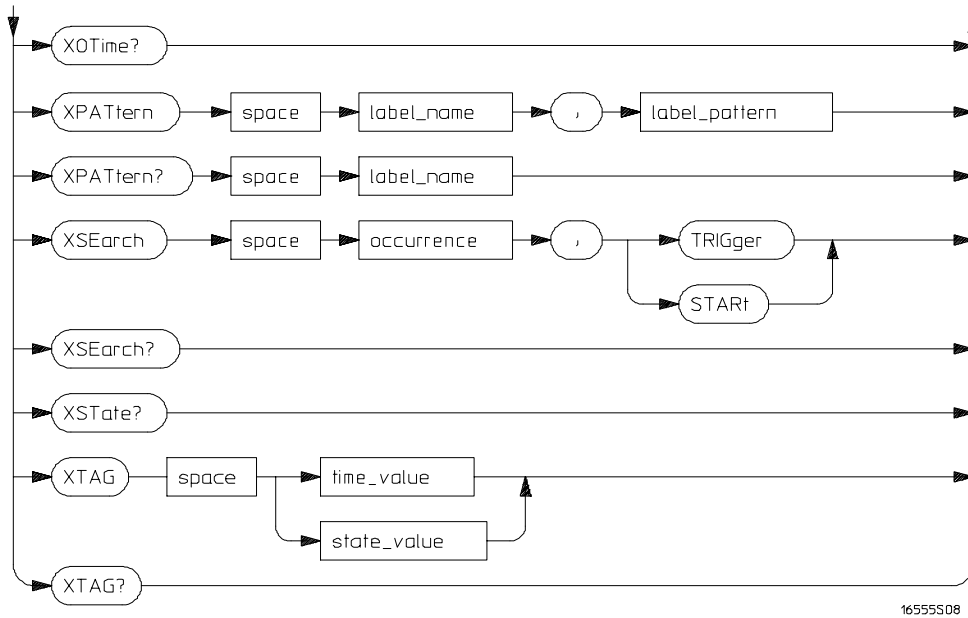 XOTime?
XPATtern space label_name , label_pattern
XPATtern? space label_name
XSEarch space occurrence , TRIGger
STARt
XSEarch?
XSTate?
XTAG space time_value
state_value
XTAG?
16555S08